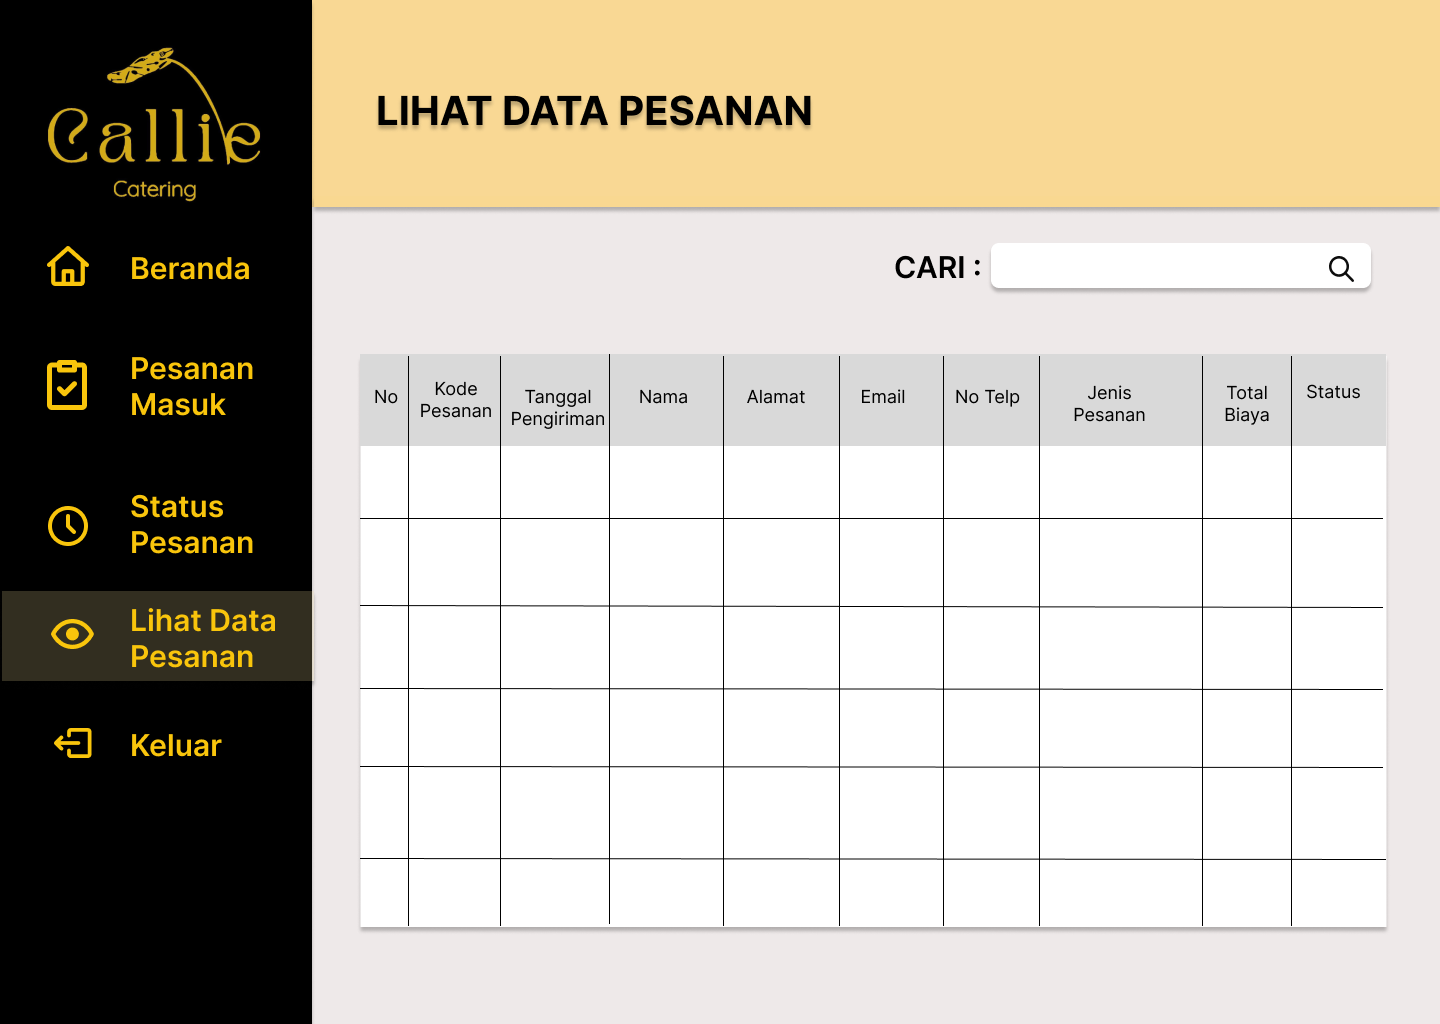 Callie
Catering
Beranda
Pesanan
Masuk
Status
Pesanan
Lihat Data
Pesanan
Keluar
LIHAT DATA PESANAN
CARI :
No
Kode
Pesanan
Tanggal
Pengiriman
Nama
Alamat
Email
No Telp
Jenis
Pesanan
Total
Biaya
Status